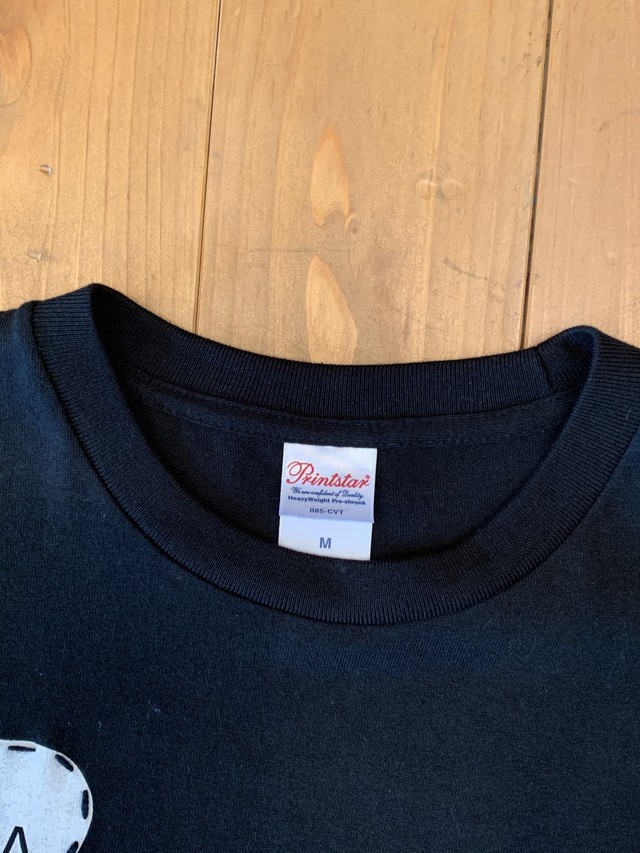 Printstar
We are confident of Quality.
HeavyWeight Pre-shrunk
085-CVT
M
A